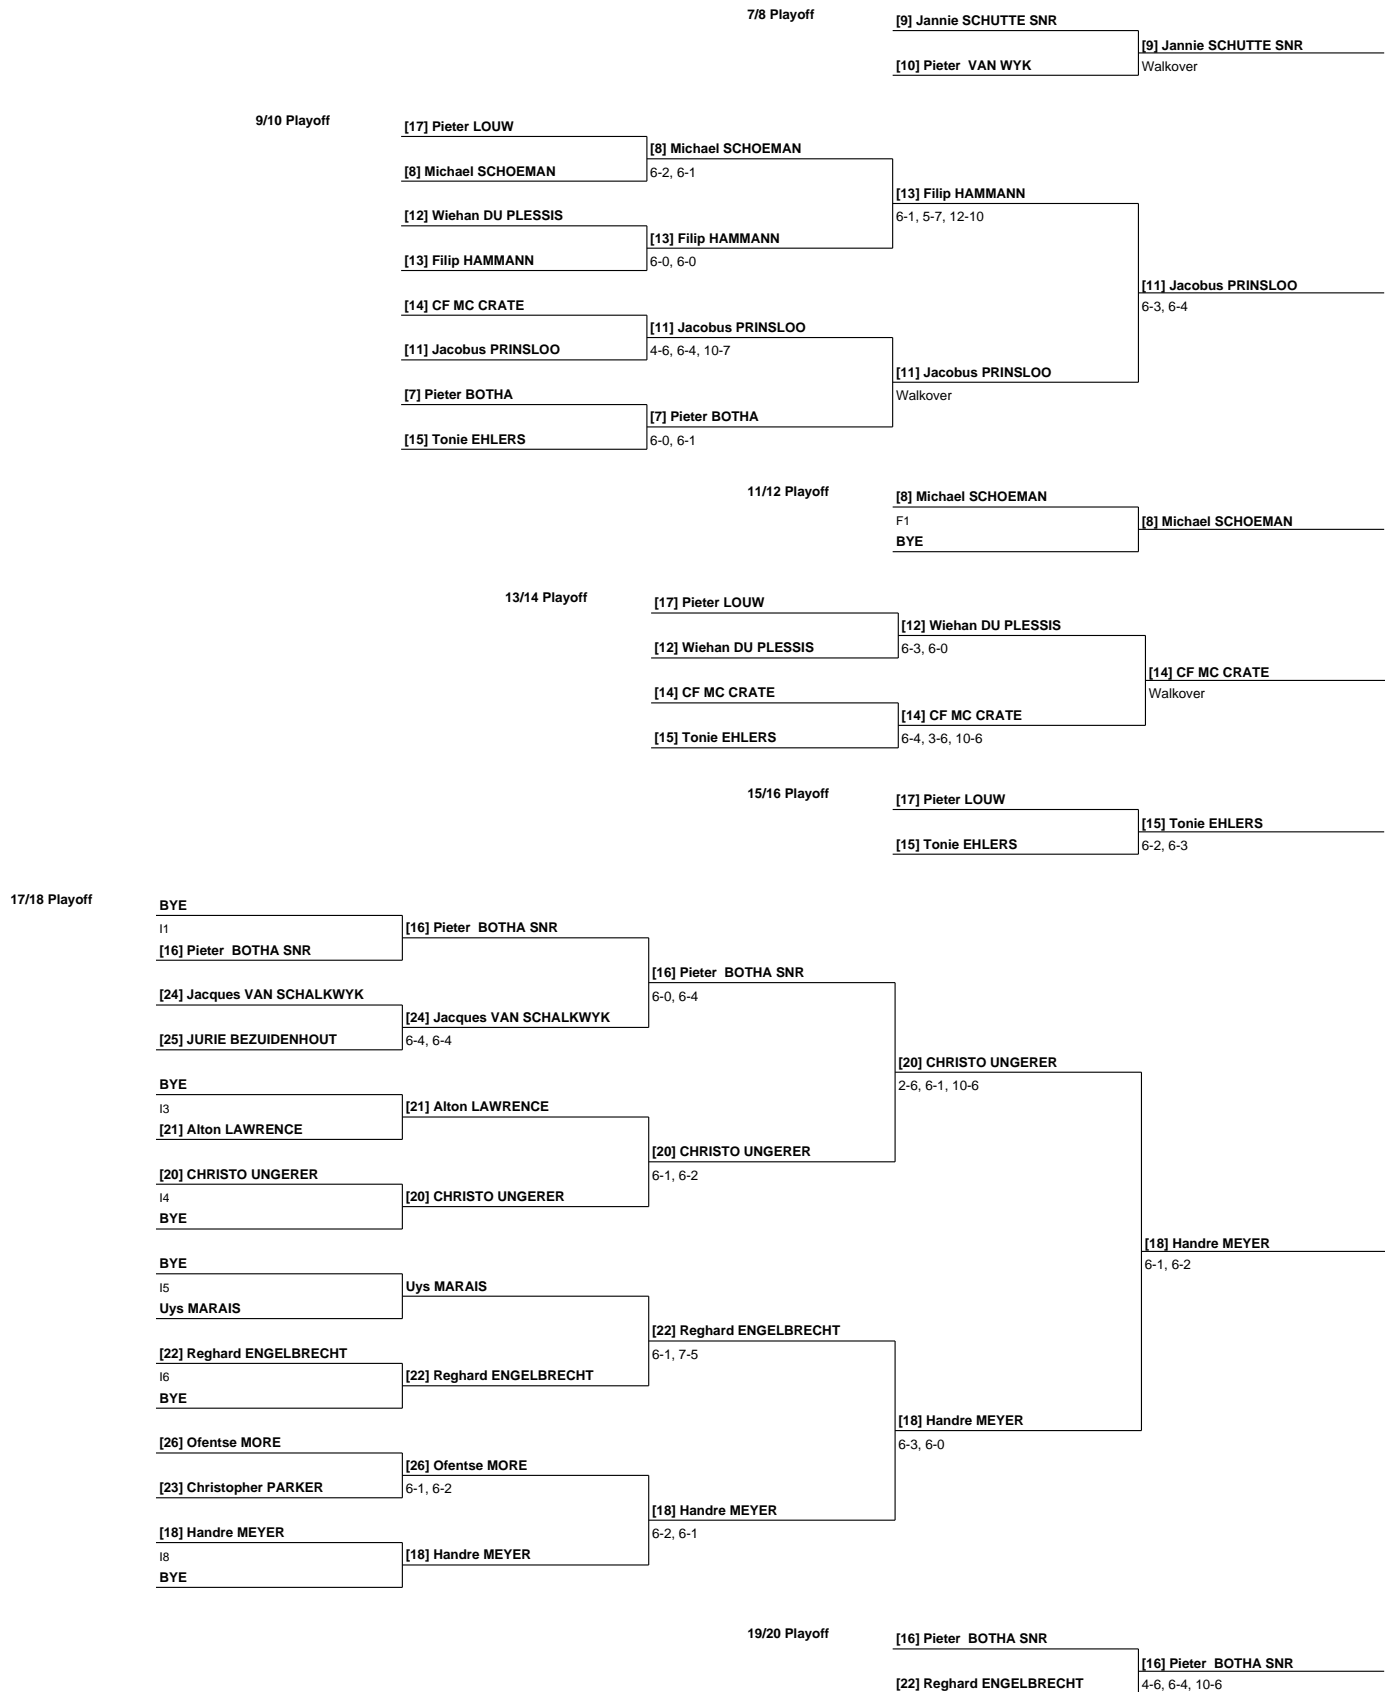 7/8 Playoff
[9] Jannie SCHUTTE SNR
[9] Jannie SCHUTTE SNR
[10] Pieter  VAN WYK
Walkover
9/10 Playoff
[17] Pieter LOUW
[8] Michael SCHOEMAN
[8] Michael SCHOEMAN
6-2, 6-1
[13] Filip HAMMANN
[12] Wiehan DU PLESSIS
6-1, 5-7, 12-10
[13] Filip HAMMANN
[13] Filip HAMMANN
6-0, 6-0
[11] Jacobus PRINSLOO
[14] CF MC CRATE
6-3, 6-4
[11] Jacobus PRINSLOO
[11] Jacobus PRINSLOO
4-6, 6-4, 10-7
[11] Jacobus PRINSLOO
[7] Pieter BOTHA
Walkover
[7] Pieter BOTHA
[15] Tonie EHLERS
6-0, 6-1
11/12 Playoff
[8] Michael SCHOEMAN
F1
[8] Michael SCHOEMAN
BYE
13/14 Playoff
[17] Pieter LOUW
[12] Wiehan DU PLESSIS
[12] Wiehan DU PLESSIS
6-3, 6-0
[14] CF MC CRATE
[14] CF MC CRATE
Walkover
[14] CF MC CRATE
[15] Tonie EHLERS
6-4, 3-6, 10-6
15/16 Playoff
[17] Pieter LOUW
[15] Tonie EHLERS
[15] Tonie EHLERS
6-2, 6-3
17/18 Playoff
BYE
I1
[16] Pieter  BOTHA SNR
[16] Pieter  BOTHA SNR
[16] Pieter  BOTHA SNR
[24] Jacques VAN SCHALKWYK
6-0, 6-4
[24] Jacques VAN SCHALKWYK
[25] JURIE BEZUIDENHOUT
6-4, 6-4
[20] CHRISTO UNGERER
BYE
2-6, 6-1, 10-6
I3
[21] Alton LAWRENCE
[21] Alton LAWRENCE
[20] CHRISTO UNGERER
[20] CHRISTO UNGERER
6-1, 6-2
I4
[20] CHRISTO UNGERER
BYE
[18] Handre MEYER
BYE
6-1, 6-2
I5
Uys MARAIS
Uys MARAIS
[22] Reghard ENGELBRECHT
[22] Reghard ENGELBRECHT
6-1, 7-5
I6
[22] Reghard ENGELBRECHT
BYE
[18] Handre MEYER
[26] Ofentse MORE
6-3, 6-0
[26] Ofentse MORE
[23] Christopher PARKER
6-1, 6-2
[18] Handre MEYER
[18] Handre MEYER
6-2, 6-1
I8
[18] Handre MEYER
BYE
19/20 Playoff
[16] Pieter  BOTHA SNR
[16] Pieter  BOTHA SNR
[22] Reghard ENGELBRECHT
4-6, 6-4, 10-6